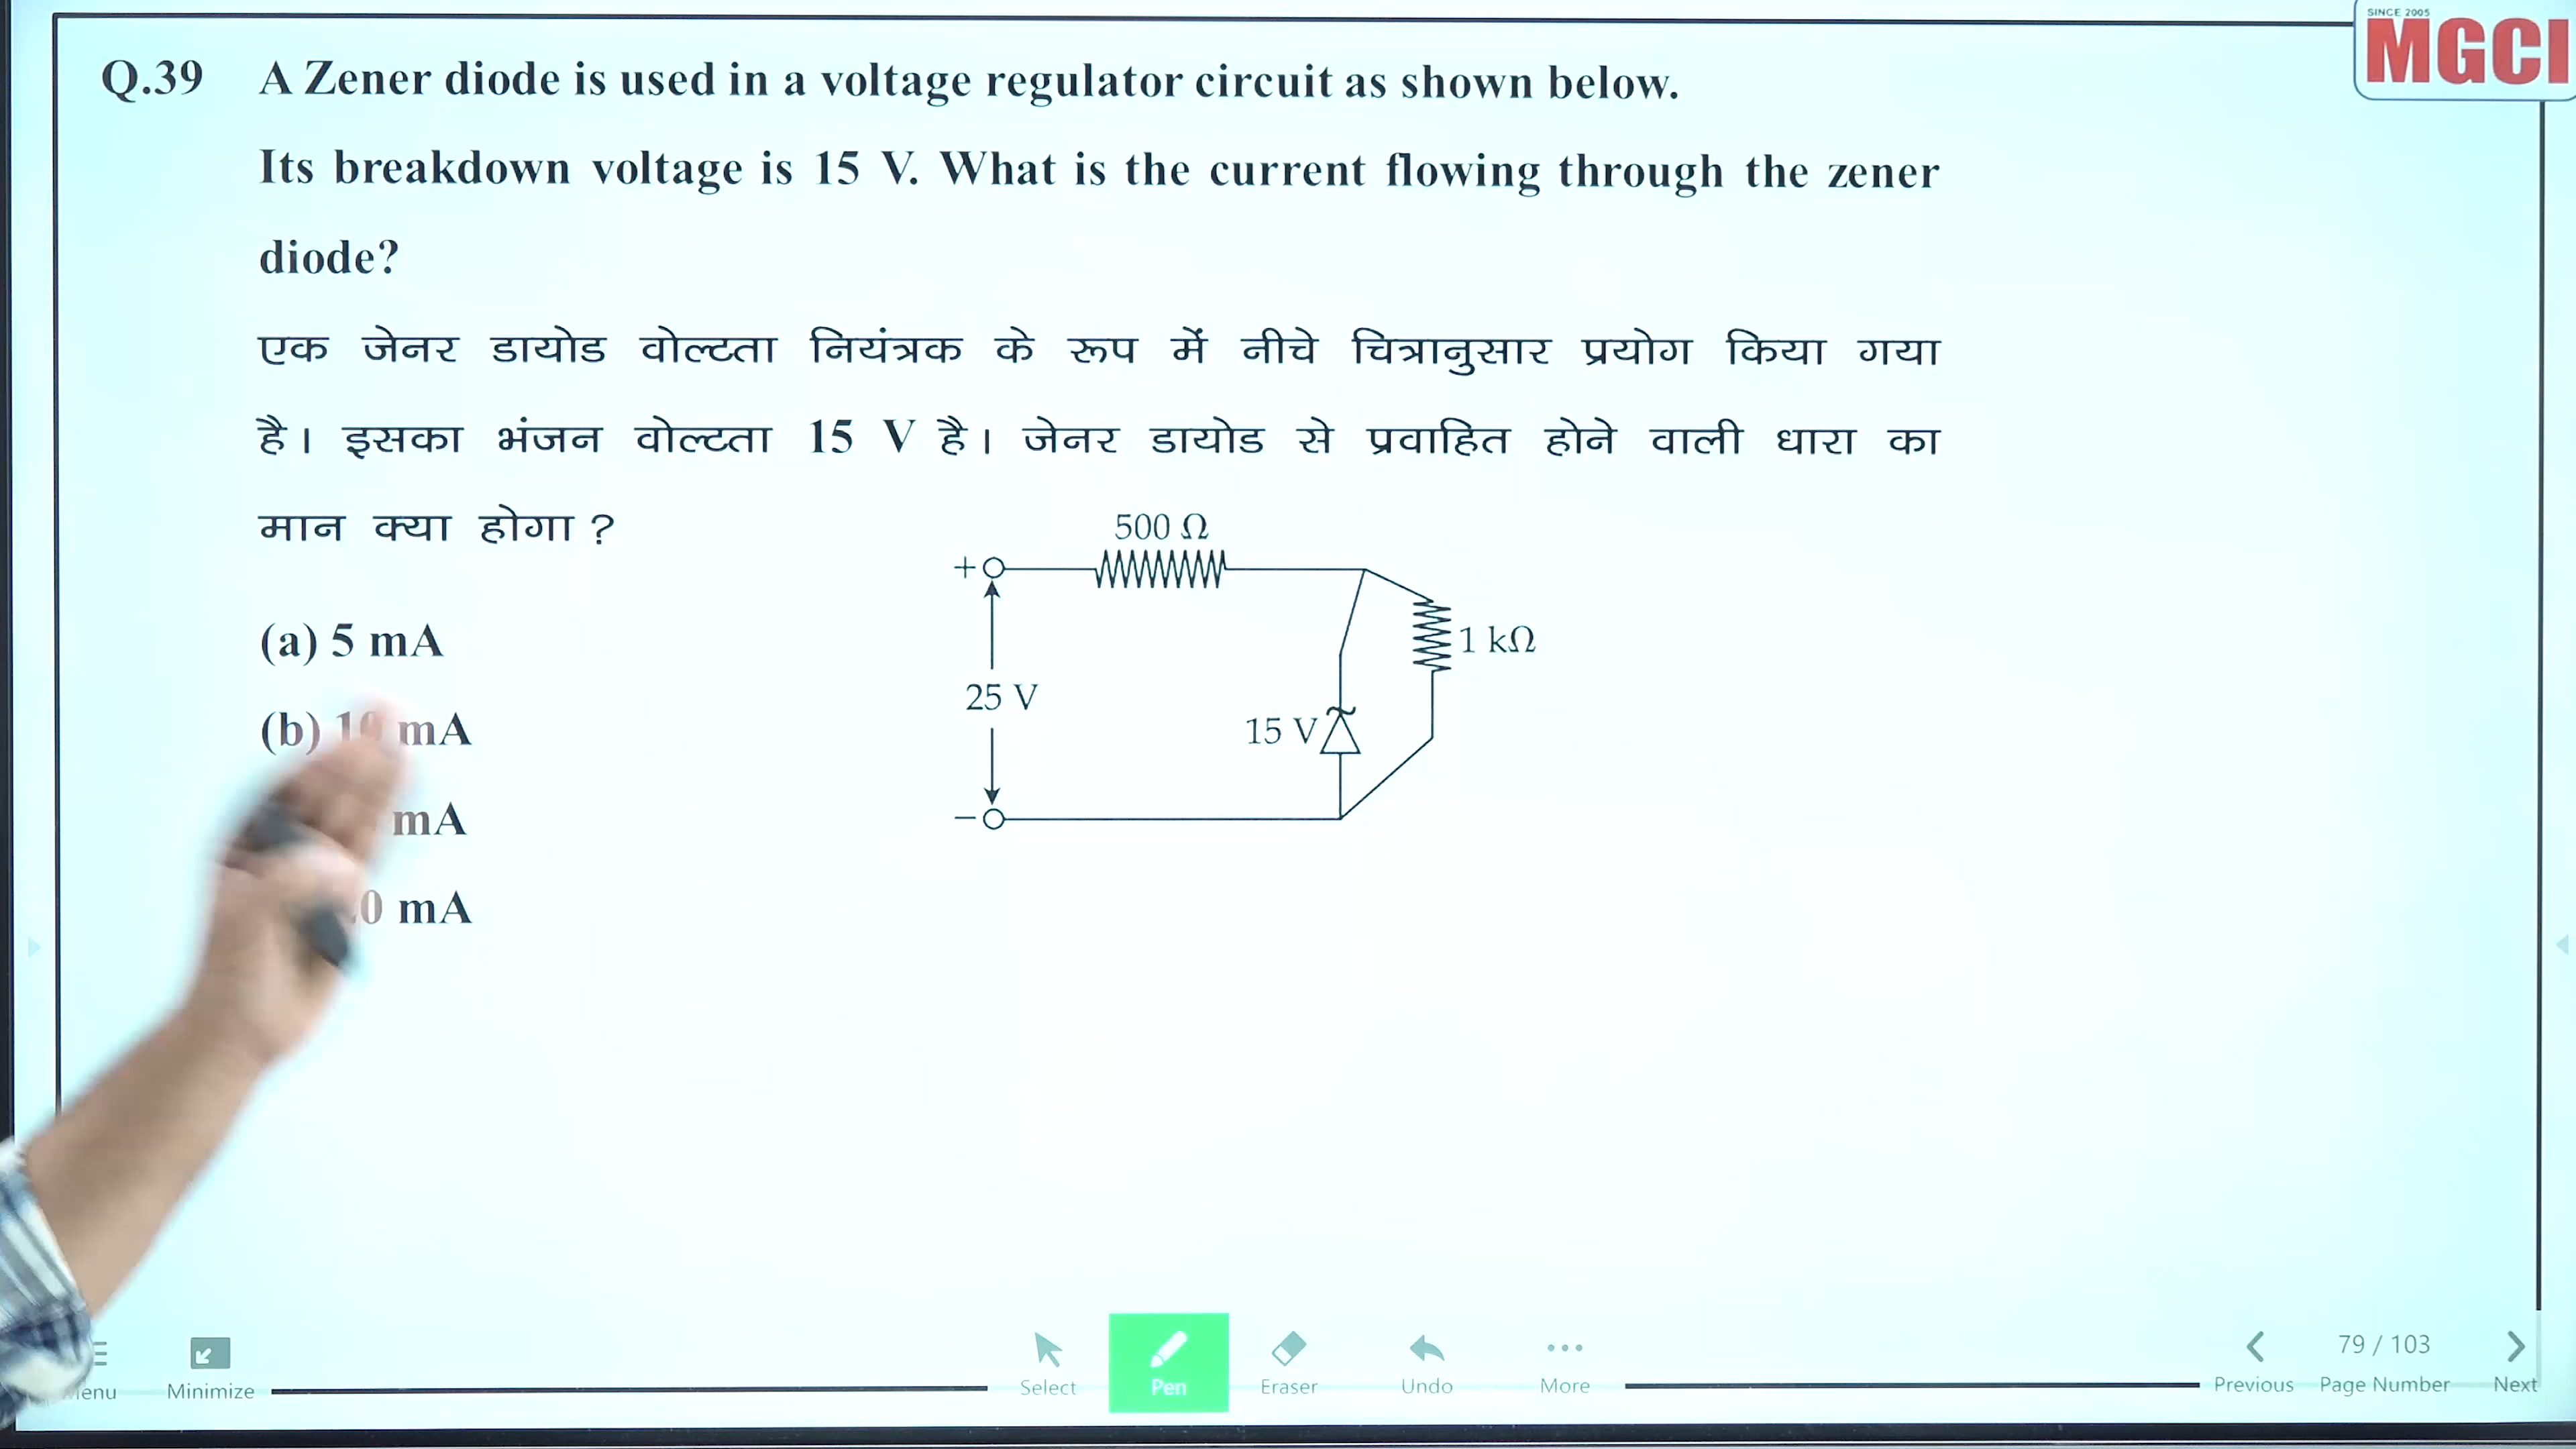 SINCE 2005
MGCI
Q.39 A Zener diode is used in a voltage regulator circuit as shown below.
Its breakdown voltage is 15 V. What is the current flowing through the zener
diode?
एक जेनर डायोड वोल्टता नियंत्रक के रूप में नीचे चित्रानुसार प्रयोग किया गया
है। इसका भंजन वोल्टता 15 V है। जेनर डायोड से प्रवाहित होने वाली धारा का
मान क्या होगा ?
500 Ω
+
1 kΩ
25 V
15 V
−
(a) 5 mA
(b) 10 mA
mA
0 mA
Minimize
Select
Pen
Eraser
Undo
More
Previous
79 / 103
Page Number
Next